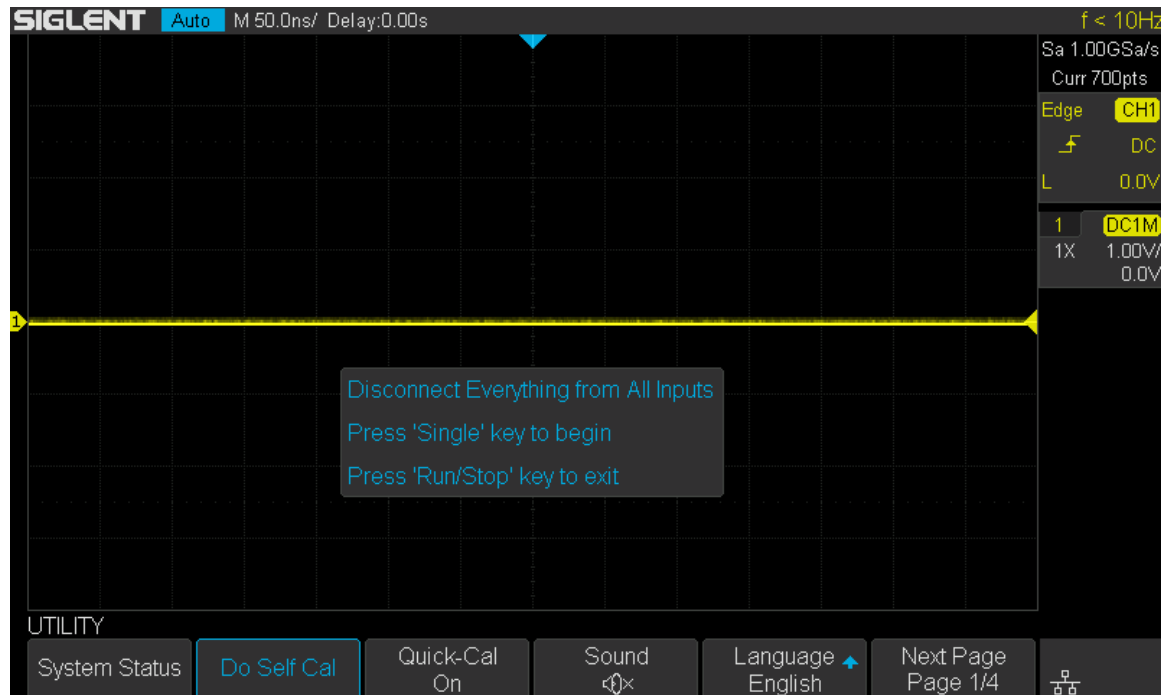 SIGLENT Auto M 50.0ns/ Delay:0.00s f < 10Hz
Sa 1.00GSa/s
Curr 700pts
Edge CH1
DC
L 0.0V
1 DC1M
1X 1.00V/
0.0V
1
Disconnect Everything from All Inputs
Press 'Single' key to begin
Press 'Run/Stop' key to exit
UTILITY
System Status
Do Self Cal
Quick-Cal
On
Sound
Language
English
Next Page
Page 1/4